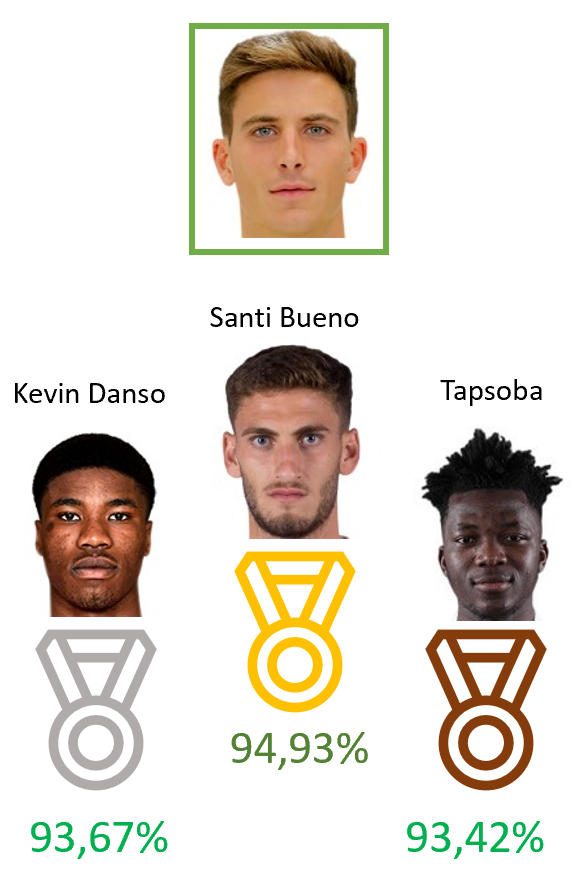 Santi Bueno
Kevin Danso
Tapsoba
94,93%
93,67%
93,42%